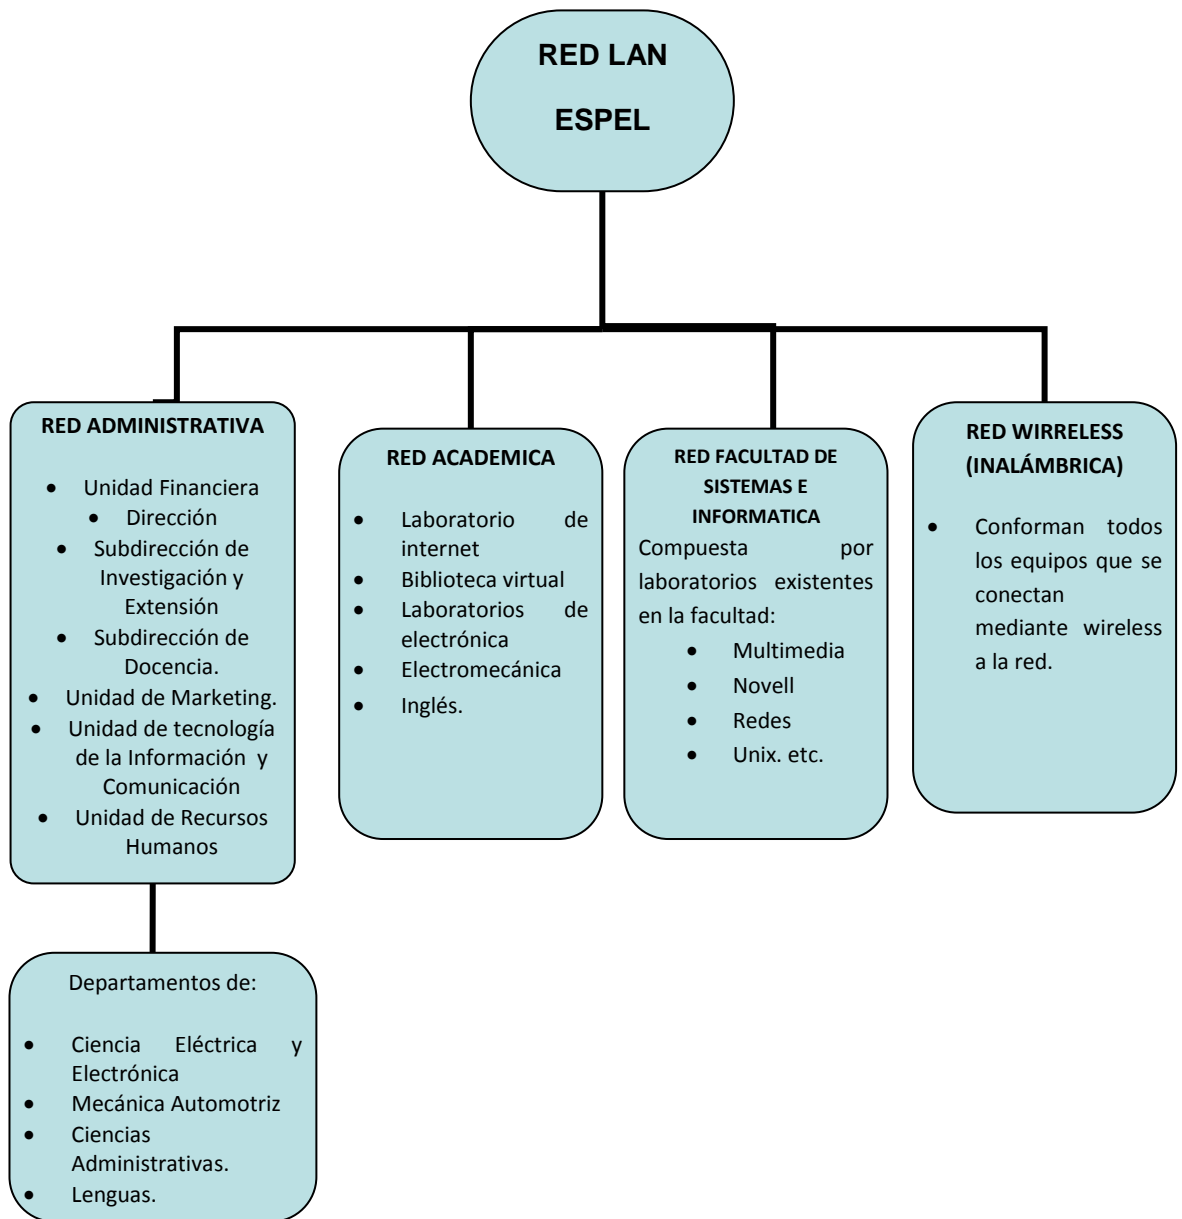 RED LAN
ESPEL
RED ADMINISTRATIVA
• Unidad Financiera
• Dirección
• Subdirección de
Investigación y
Extensión
• Subdirección de
Docencia.
• Unidad de Marketing.
• Unidad de tecnología
de la Información y
Comunicación
• Unidad de Recursos
Humanos
RED ACADEMICA
• Laboratorio de
internet
• Biblioteca virtual
• Laboratorios de
electrónica
• Electromecánica
• Inglés.
RED FACULTAD DE
SISTEMAS E
INFORMATICA
Compuesta por
laboratorios existentes
en la facultad:
• Multimedia
• Novell
• Redes
• Unix. etc.
RED WIRRELESS
(INALÁMBRICA)
• Conforman todos
los equipos que se
conectan
mediante wireless
a la red.
Departamentos de:
• Ciencia Eléctrica y
Electrónica
• Mecánica Automotriz
• Ciencias
Administrativas.
• Lenguas.